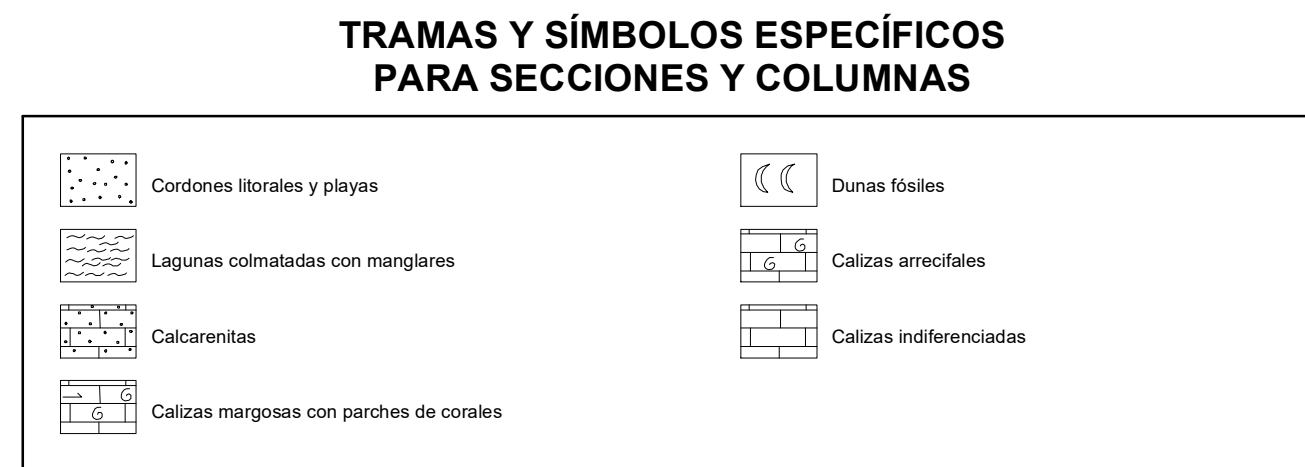 TRAMAS Y SÍMBOLOS ESPECÍFICOS
PARA SECCIONES Y COLUMNAS
Cordones litorales y playas
Lagunas colmatadas con manglares
Calcarenitas
Calizas margosas con parches de corales
Dunas fósiles
Calizas arrecifales
Calizas indiferenciadas